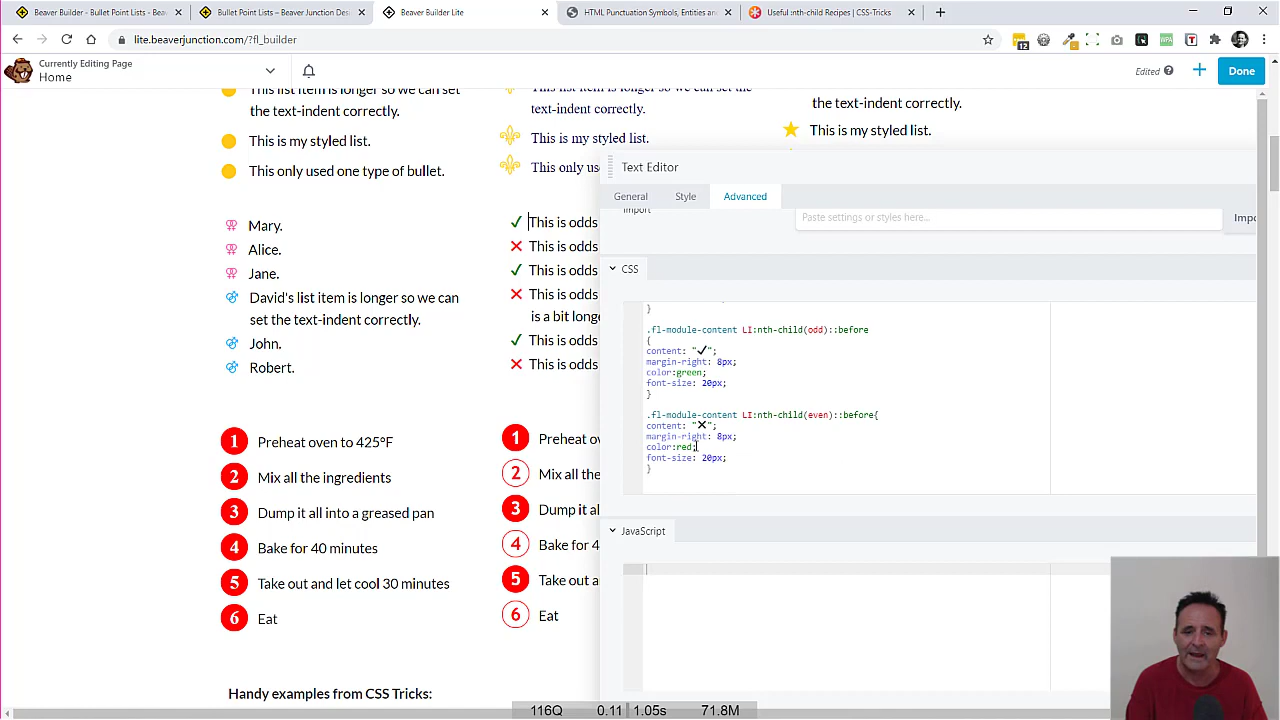 Beaver Builder - Bullet Point Lists - Bea
Bullet Point Lists – Beaver Junction Des
Beaver Builder Lite
HTML Punctuation Symbols, Entities an
Useful :nth-child Recipes | CSS-Tricks
lite.beaverjunction.com/?fl_builder
12
WPA
T
Currently Editing Page
Home
Edited
Done
This list item is longer so we can set
the text-indent correctly.
This is my styled list.
This only used one type of bullet.
This list item is longer so we can set the
text-indent correctly.
This is my styled list.
This only use
the text-indent correctly.
★ This is my styled list.
Text Editor
General
Style
Advanced
Import
Paste settings or styles here...
Impo
CSS
}
.fl-module-content LI:nth-child(odd)::before
{
content: "✓";
margin-right: 8px;
color:green;
font-size: 20px;
}
.fl-module-content LI:nth-child(even)::before{
content: "✕";
margin-right: 8px;
color:red;
font-size: 20px;
}
JavaScript
⚢ Mary.
⚢ Alice.
⚢ Jane.
⚣ David's list item is longer so we can
set the text-indent correctly.
⚣ John.
⚣ Robert.
✓ This is odds
✕ This is odds
✓ This is odds
✕ This is odds
is a bit longe
✓ This is odds
✕ This is odds
1 Preheat oven to 425°F
2 Mix all the ingredients
3 Dump it all into a greased pan
4 Bake for 40 minutes
5 Take out and let cool 30 minutes
6 Eat
1 Preheat ov
2 Mix all the
3 Dump it al
4 Bake for 4
5 Take out a
6 Eat
Handy examples from CSS Tricks:
116Q 0.11 1.05s 71.8M